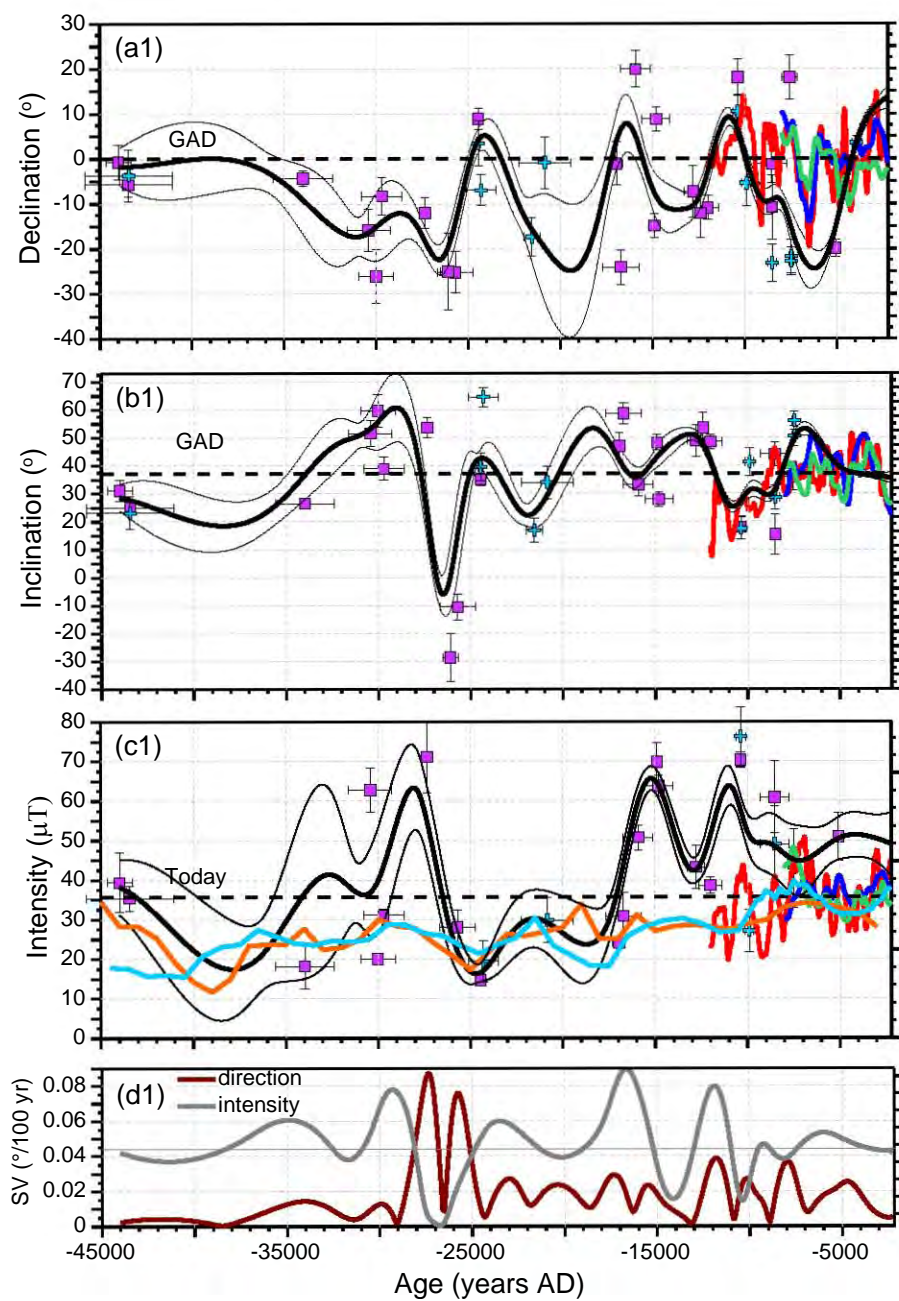 (a1)
30
20
10
0
-10
-20
-30
-40
GAD
Declination (°)
(b1)
70
60
50
40
30
20
10
0
-10
-20
-30
-40
GAD
Inclination (°)
(c1)
80
70
60
50
40
30
20
10
0
Today
Intensity (μT)
(d1)
direction
intensity
0.08
0.06
0.04
0.02
0
SV (°/100 yr)
-45000 -35000 -25000 -15000 -5000
Age (years AD)